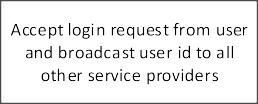 Accept login request from user
and broadcast user id to all
other service providers